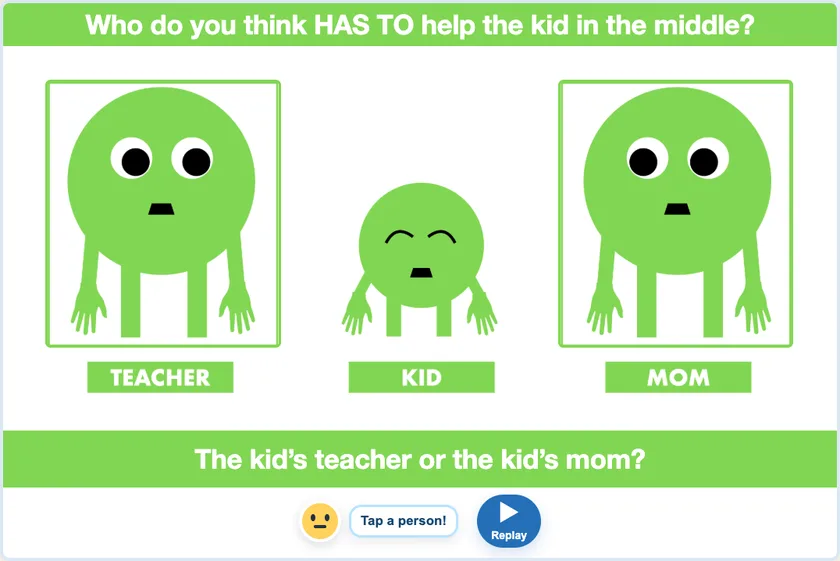 Who do you think HAS TO help the kid in the middle?
TEACHER
KID
MOM
The kid’s teacher or the kid’s mom?
Tap a person!
Replay